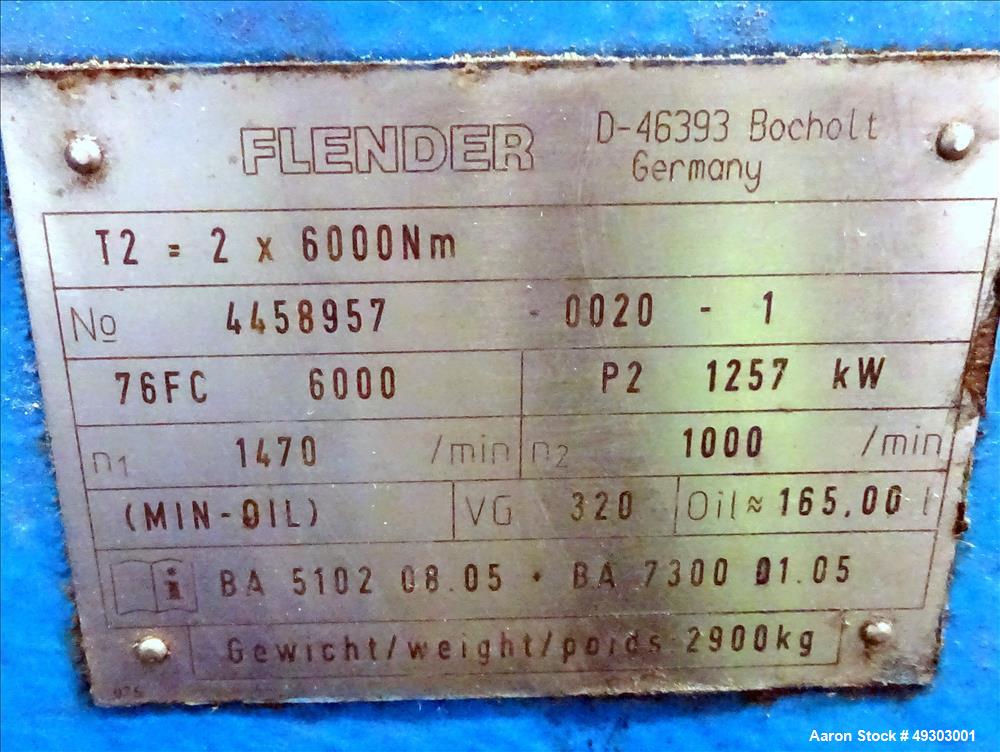 FLENDER D-46393 Bocholt
Germany
T2 = 2 x 6000Nm
No 4458957 - 0020 - 1
76FC 6000 P2 1257 kW
n1 1470 /min n2 1000 /min
(MIN-OIL) VG 320 Oil ≈ 165,00 l
i BA 5102 08.05 · BA 7300 01.05
Gewicht/weight/poids 2900kg
Aaron Stock # 49303001